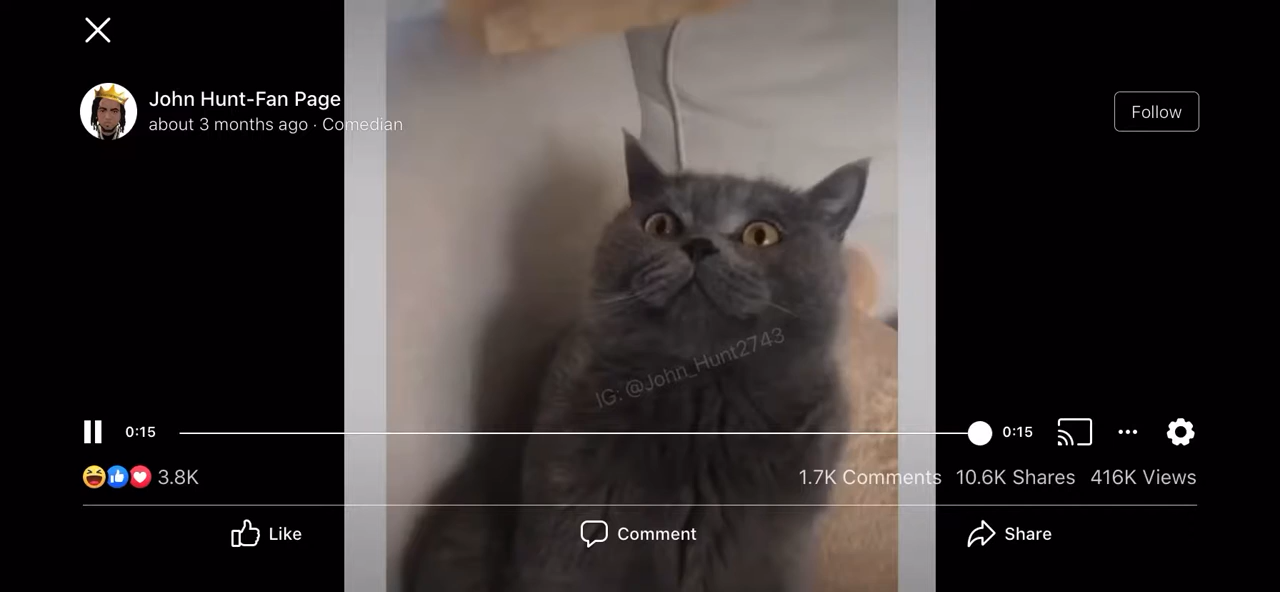 John Hunt-Fan Page
about 3 months ago · Comedian
Follow
IG: @John_Hunt2743
0:15
0:15
3.8K
1.7K Comments 10.6K Shares 416K Views
Like
Comment
Share